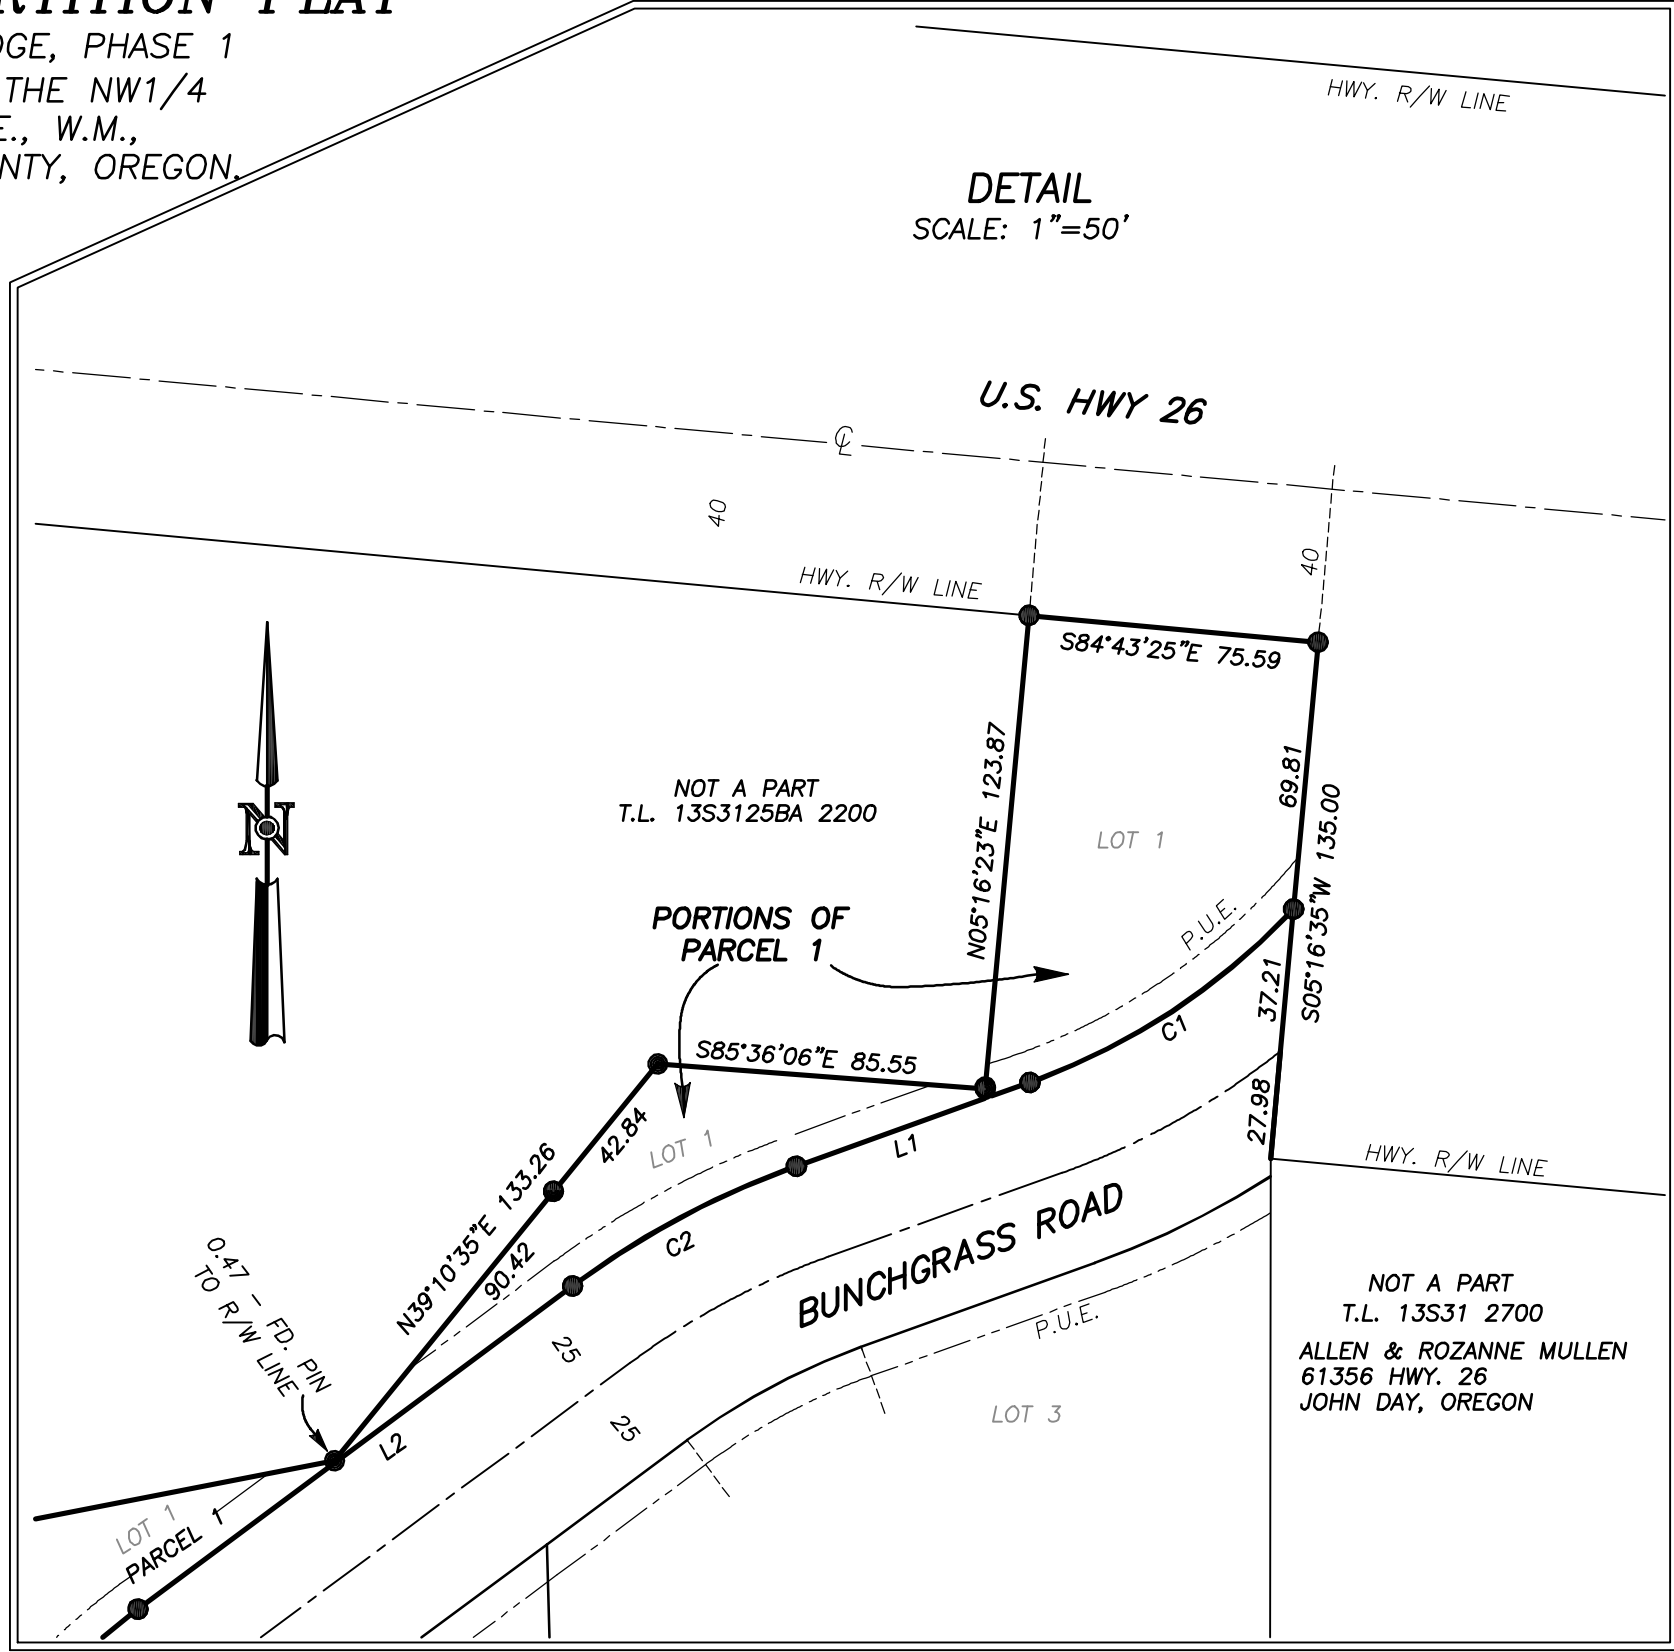 PLAT
PHASE 1
THE NW1/4
E., W.M.,
OREGON.
HWY. R/W LINE
DETAIL
SCALE: 1"=50'
U.S. HWY 26
℄
40
40
HWY. R/W LINE
S84°43'25"E 75.59
N05°16'23"E 123.87
69.81
S05°16'35"W 135.00
NOT A PART
T.L. 13S3125BA 2200
LOT 1
N
P.U.E.
PORTIONS OF
PARCEL 1
37.21
C1
S85°36'06"E 85.55
27.98
42.84
LOT 1
L1
HWY. R/W LINE
N39°10'35"E 133.26
90.42
C2
BUNCHGRASS ROAD
0.47 - FD. PIN
TO R/W LINE
25
P.U.E.
NOT A PART
T.L. 13S31 2700
ALLEN & ROZANNE MULLEN
61356 HWY. 26
JOHN DAY, OREGON
25
LOT 3
L2
LOT 1
PARCEL 1